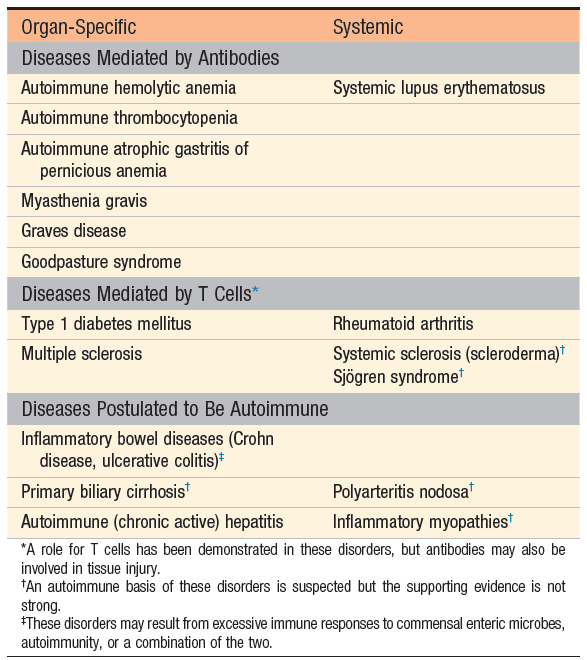 Organ-Specific Systemic
Diseases Mediated by Antibodies
Autoimmune hemolytic anemia Systemic lupus erythematosus
Autoimmune thrombocytopenia
Autoimmune atrophic gastritis of
pernicious anemia
Myasthenia gravis
Graves disease
Goodpasture syndrome
Diseases Mediated by T Cells*
Type 1 diabetes mellitus Rheumatoid arthritis
Multiple sclerosis Systemic sclerosis (scleroderma)†
Sjögren syndrome†
Diseases Postulated to Be Autoimmune
Inflammatory bowel diseases (Crohn
disease, ulcerative colitis)‡
Primary biliary cirrhosis† Polyarteritis nodosa†
Autoimmune (chronic active) hepatitis Inflammatory myopathies†
*A role for T cells has been demonstrated in these disorders, but antibodies may also be
involved in tissue injury.
†An autoimmune basis of these disorders is suspected but the supporting evidence is not
strong.
‡These disorders may result from excessive immune responses to commensal enteric microbes,
autoimmunity, or a combination of the two.